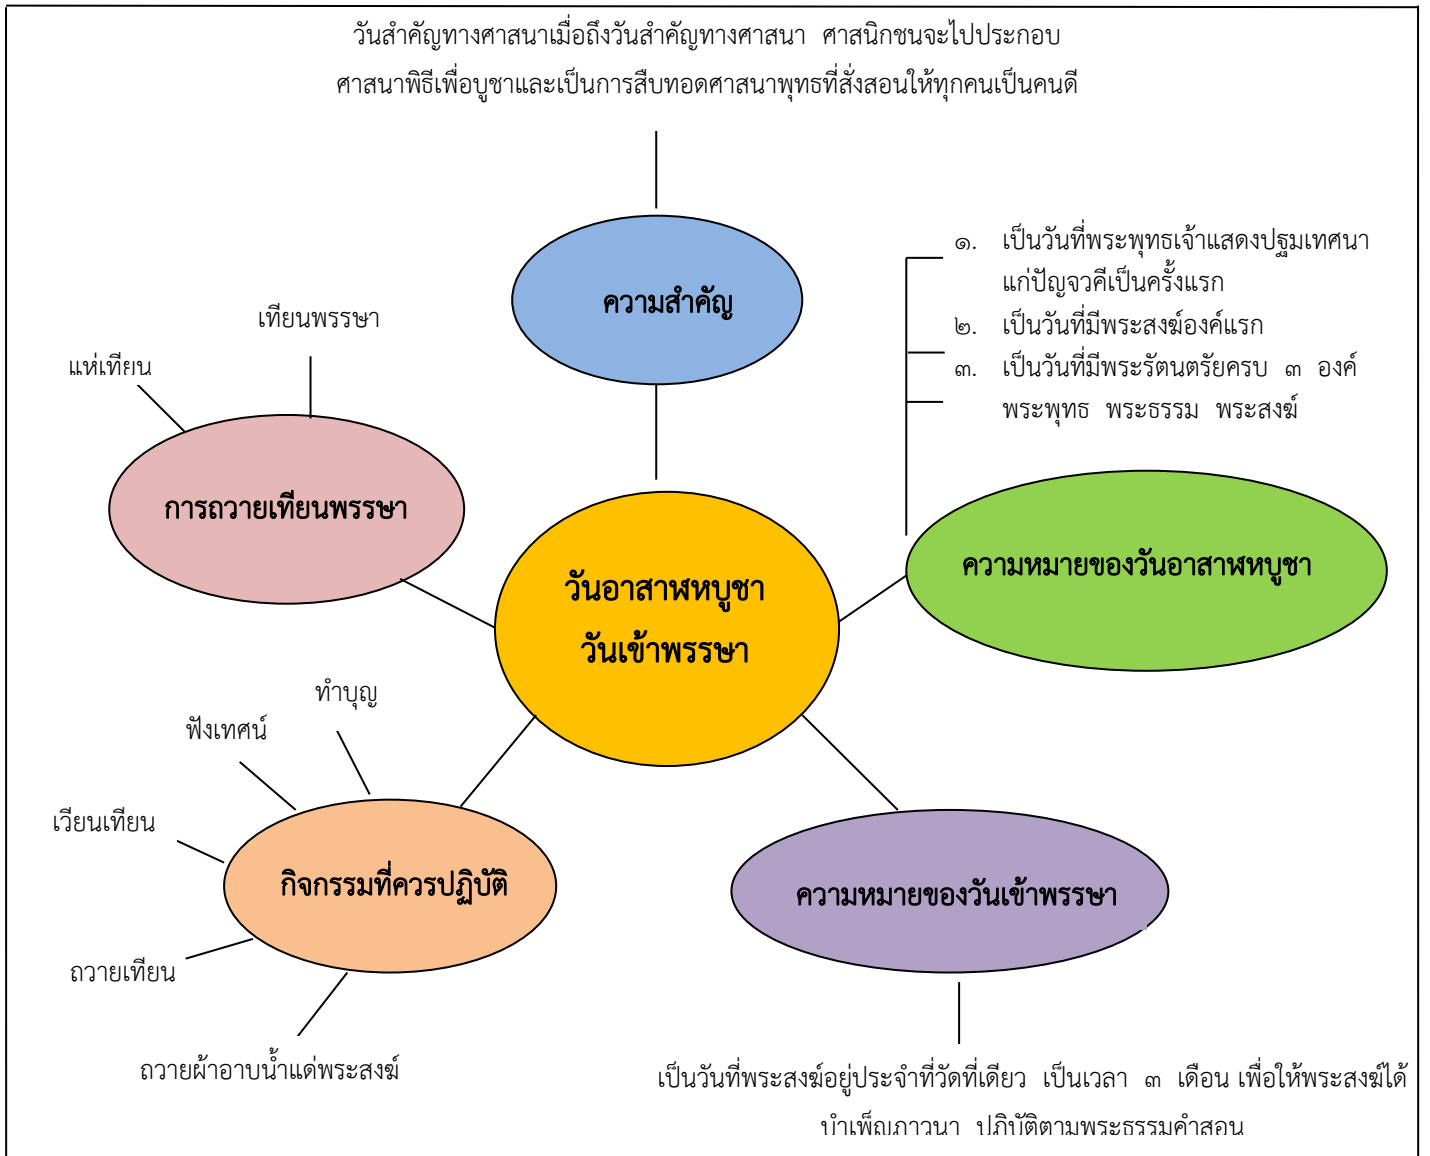 วันสำคัญทางศาสนาเมื่อถึงวันสำคัญทางศาสนา ศาสนิกชนจะไปประกอบ
ศาสนาพิธีเพื่อบูชาและเป็นการสืบทอดศาสนาพุทธที่สั่งสอนให้ทุกคนเป็นคนดี
ความสำคัญ
๑. เป็นวันที่พระพุทธเจ้าแสดงปฐมเทศนา
แก่ปัญจวคีเป็นครั้งแรก
๒. เป็นวันที่มีพระสงฆ์องค์แรก
๓. เป็นวันที่มีพระรัตนตรัยครบ ๓ องค์
พระพุทธ พระธรรม พระสงฆ์
เทียนพรรษา
แห่เทียน
การถวายเทียนพรรษา
ความหมายของวันอาสาฬหบูชา
วันอาสาฬหบูชา
วันเข้าพรรษา
ทำบุญ
ฟังเทศน์
เวียนเทียน
กิจกรรมที่ควรปฏิบัติ
ถวายเทียน
ถวายผ้าอาบน้ำแด่พระสงฆ์
ความหมายของวันเข้าพรรษา
เป็นวันที่พระสงฆ์อยู่ประจำที่วัดที่เดียว เป็นเวลา ๓ เดือน เพื่อให้พระสงฆ์ได้
บำเพ็ญภาวนา ปฏิบัติตามพระธรรมคำสอน